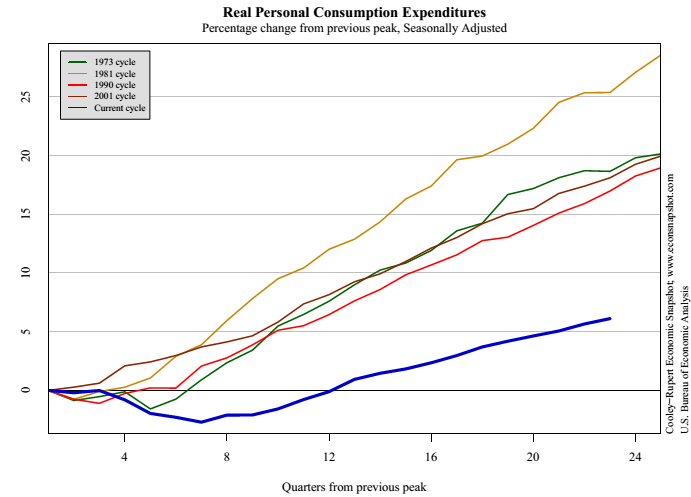 Real Personal Consumption Expenditures
Percentage change from previous peak, Seasonally Adjusted
1973 cycle
1981 cycle
1990 cycle
2001 cycle
Current cycle
25
20
15
10
5
0
4
8
12
16
20
24
Quarters from previous peak
Cooley−Rupert Economic Snapshot; www.econsnapshot.com
U.S. Bureau of Economic Analysis